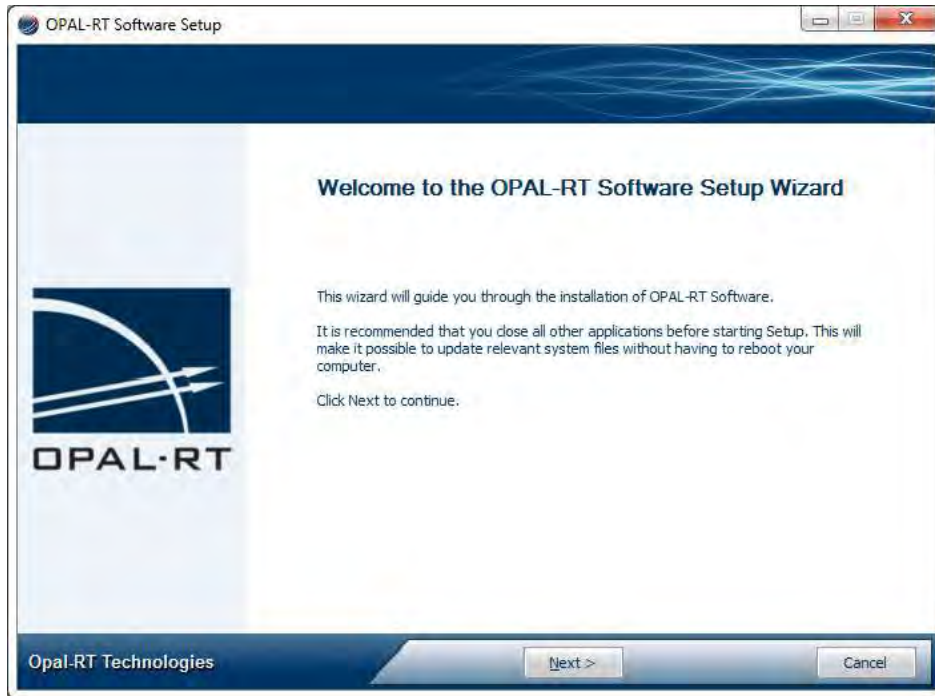 OPAL-RT Software Setup
Welcome to the OPAL-RT Software Setup Wizard
This wizard will guide you through the installation of OPAL-RT Software.
It is recommended that you close all other applications before starting Setup. This will
make it possible to update relevant system files without having to reboot your
computer.
Click Next to continue.
OPAL-RT
Opal-RT Technologies
Next >
Cancel